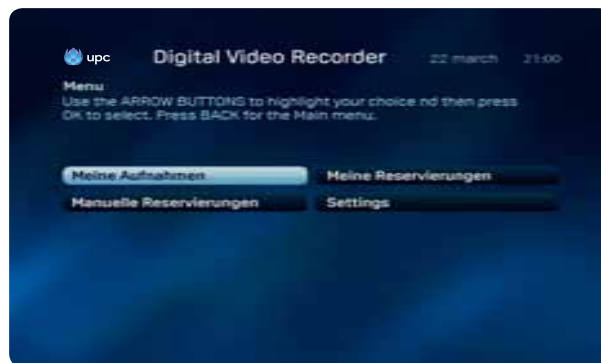 upc Digital Video Recorder 22 march 21:00
Menu
Use the ARROW BUTTONS to highlight your choice nd then press
OK to select. Press BACK for the Main menu.
Meine Aufnahmen Meine Reservierungen
Manuelle Reservierungen Settings